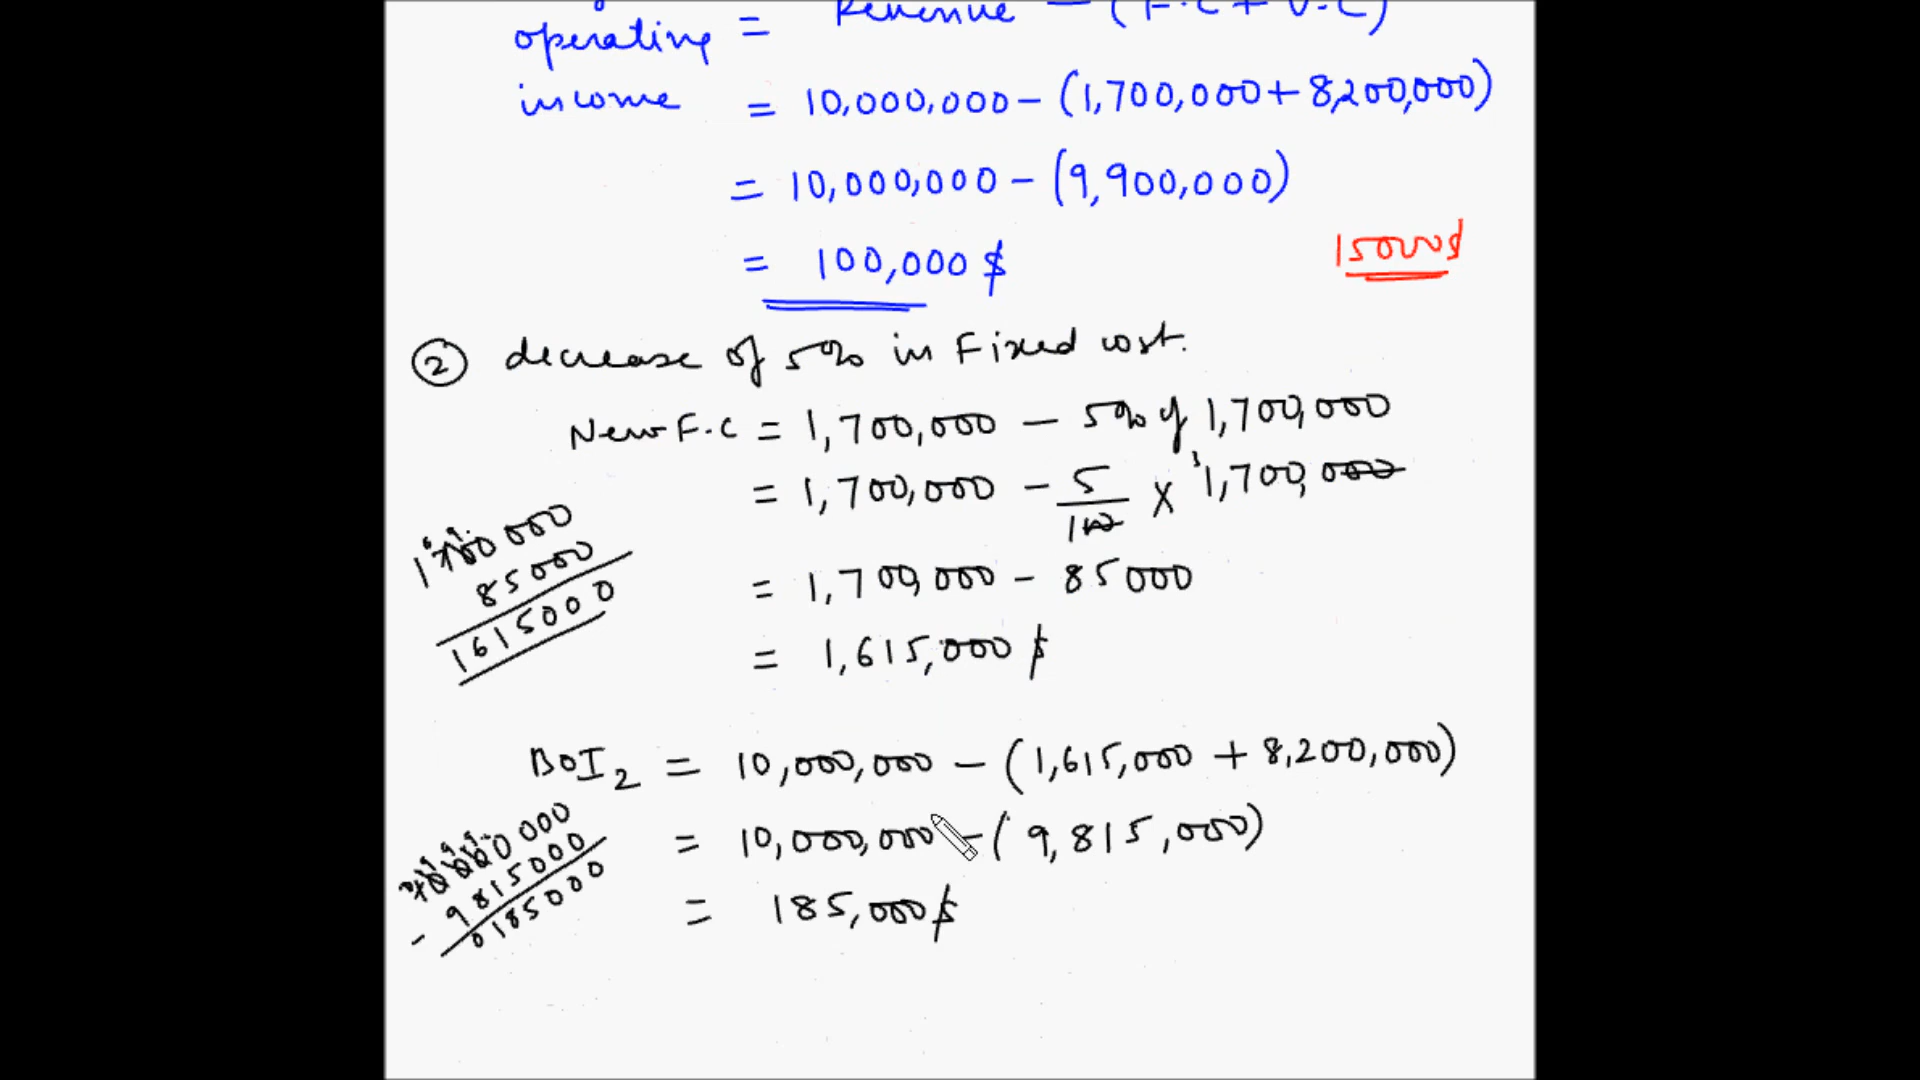 operating = Revenue - (F.C + V.C)
income = 10,000,000 - (1,700,000 + 8,200,000)
= 10,000,000 - (9,900,000)
= 100,000 $
15000$
② decrease of 5% in Fixed cost.
New F.C = 1,700,000 - 5% of 1,700,000
= 1,700,000 - 5/100 × 1,700,000
1700000
85000
1615000
= 1,700,000 - 85000
= 1,615,000 $
BOI2 = 10,000,000 - (1,615,000 + 8,200,000)
= 10,000,000 - (9,815,000)
10000000
- 9815000
0185000
= 185,000 $